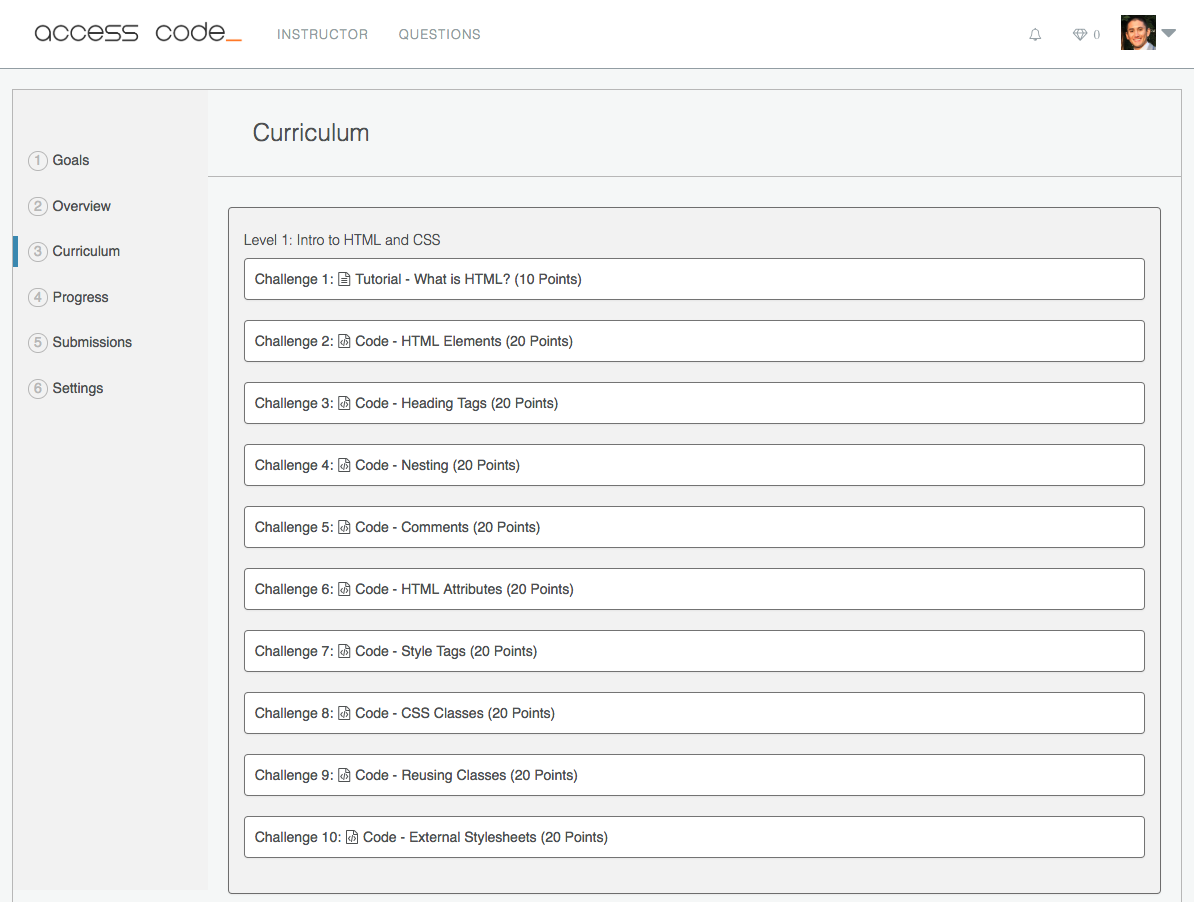 access code_ INSTRUCTOR QUESTIONS 0
Curriculum
1 Goals
2 Overview
3 Curriculum
4 Progress
5 Submissions
6 Settings
Level 1: Intro to HTML and CSS
Challenge 1: Tutorial - What is HTML? (10 Points)
Challenge 2: Code - HTML Elements (20 Points)
Challenge 3: Code - Heading Tags (20 Points)
Challenge 4: Code - Nesting (20 Points)
Challenge 5: Code - Comments (20 Points)
Challenge 6: Code - HTML Attributes (20 Points)
Challenge 7: Code - Style Tags (20 Points)
Challenge 8: Code - CSS Classes (20 Points)
Challenge 9: Code - Reusing Classes (20 Points)
Challenge 10: Code - External Stylesheets (20 Points)